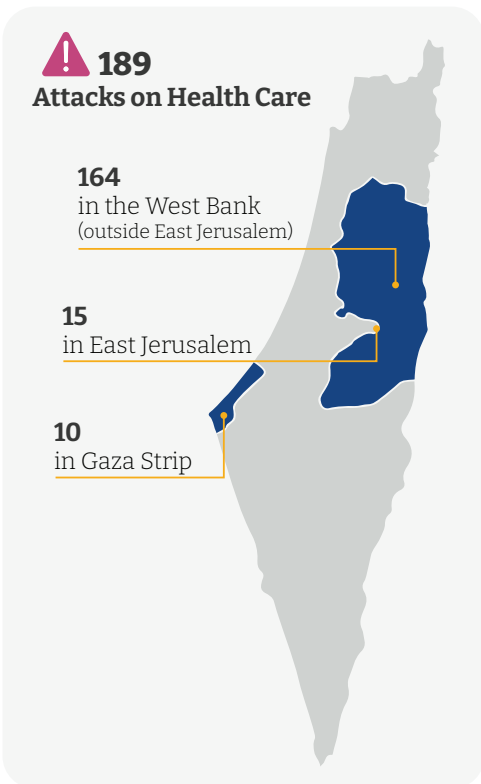 189
Attacks on Health Care
164
in the West Bank
(outside East Jerusalem)
15
in East Jerusalem
10
in Gaza Strip